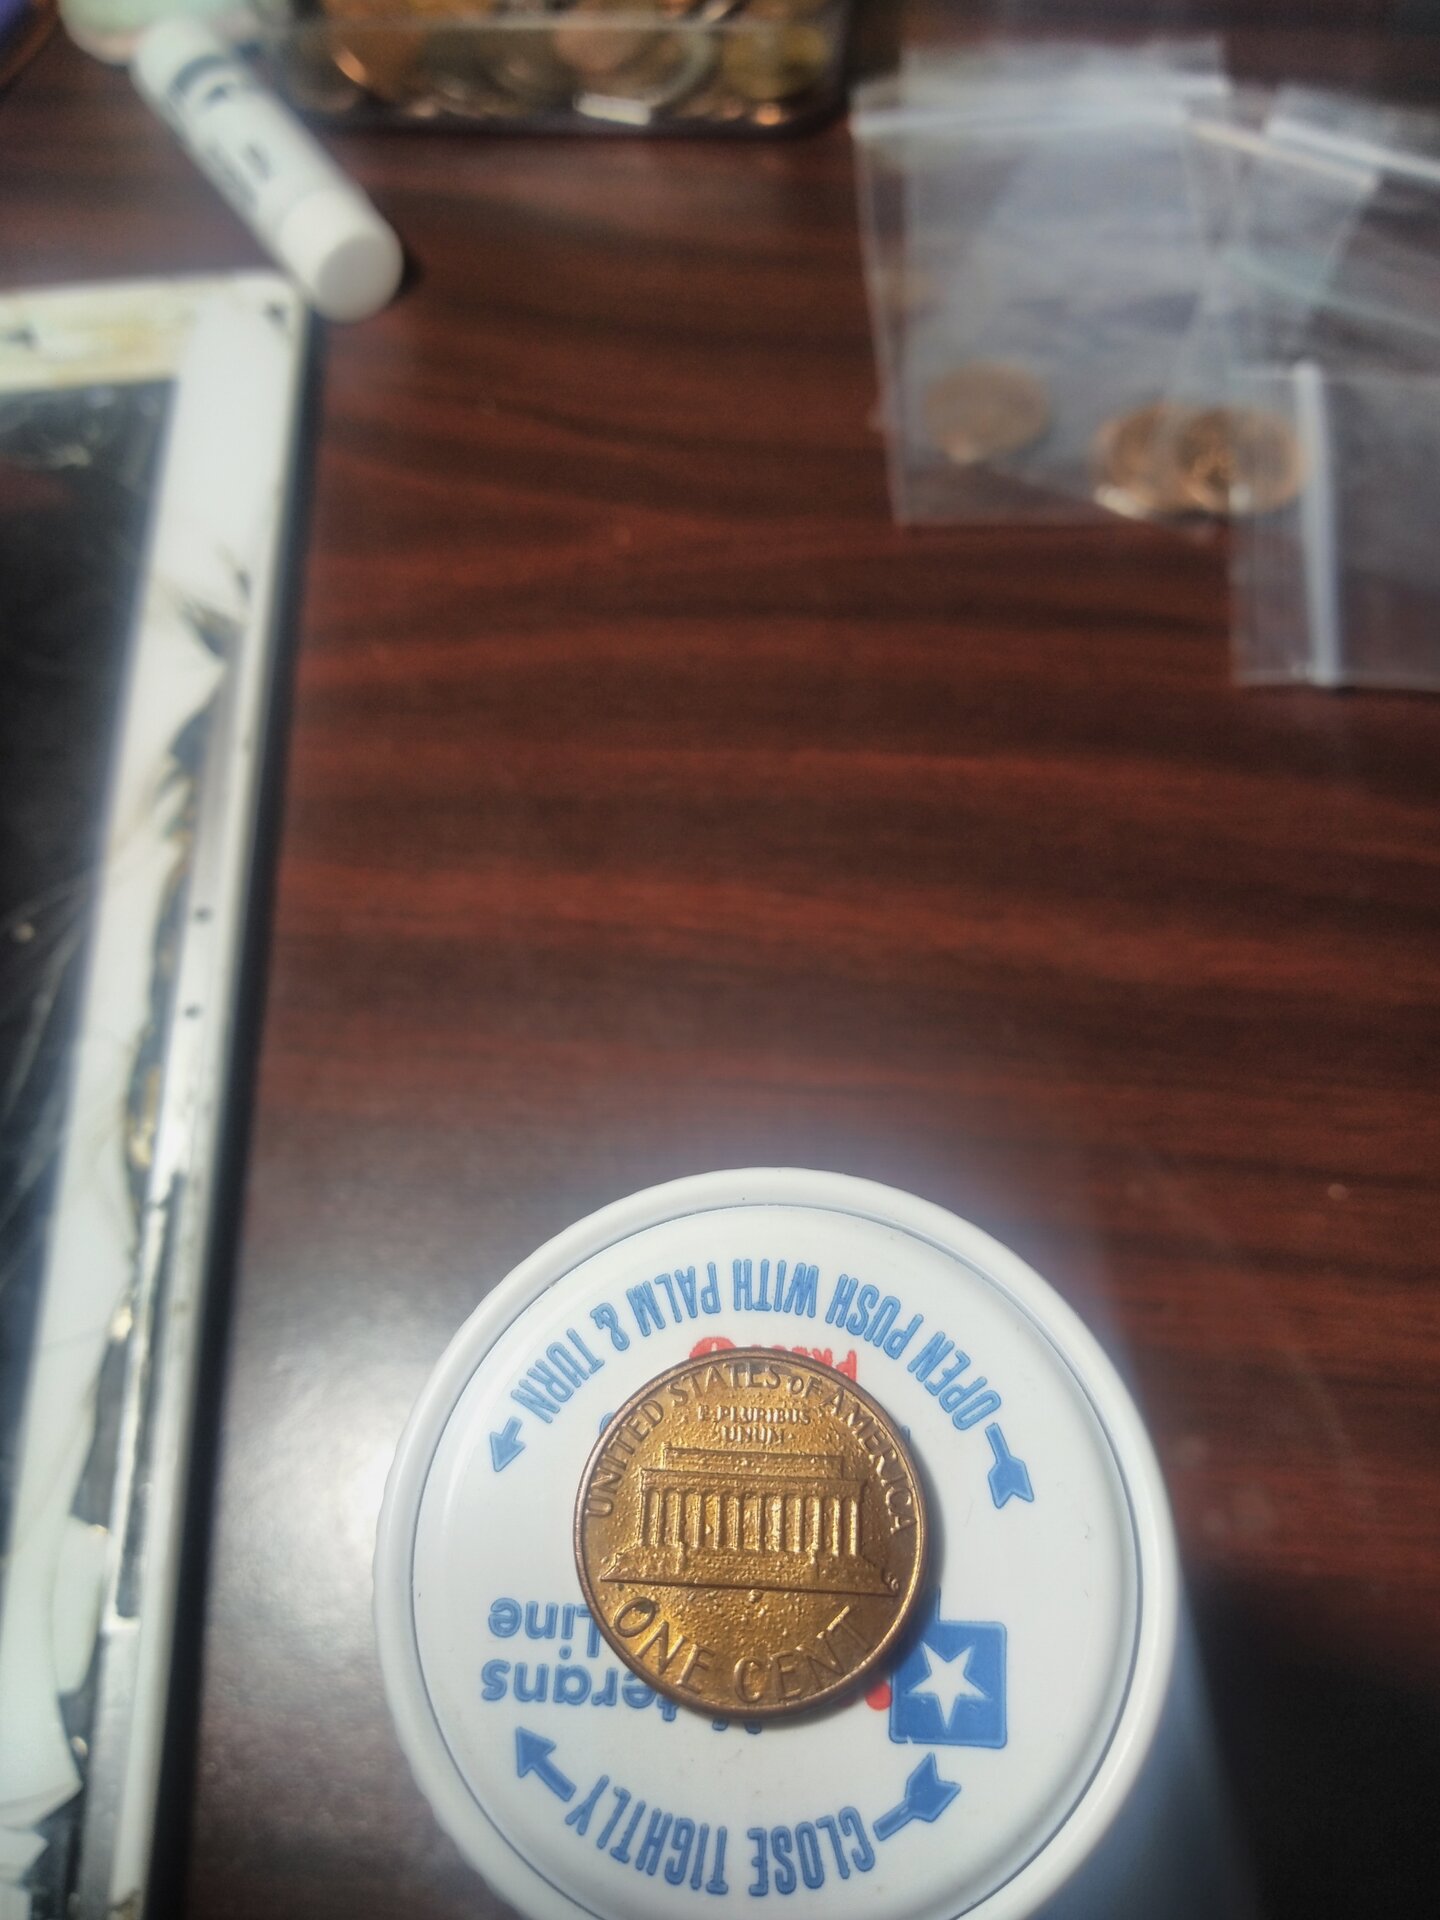 OPEN PUSH WITH PALM & TURN
UNITED STATES OF AMERICA
E PLURIBUS
UNUM
ONE CENT
Line
CLOSE TIGHTLY